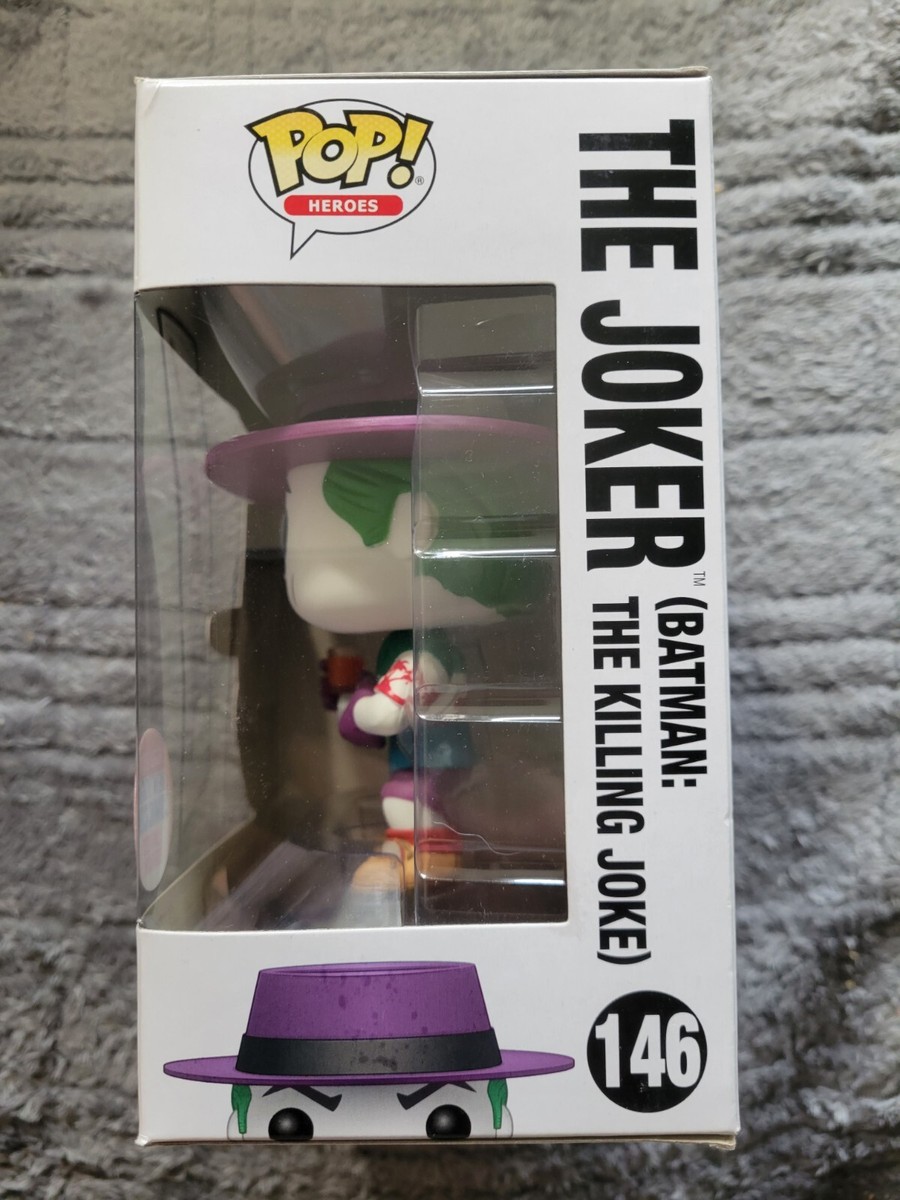 POP!
®
HEROES
THE JOKER™
(BATMAN:
THE KILLING JOKE)
146